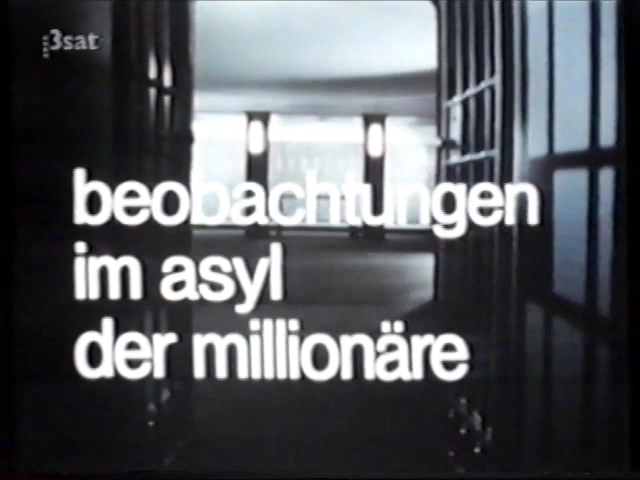 3sat
beobachtungen
im asyl
der millionäre